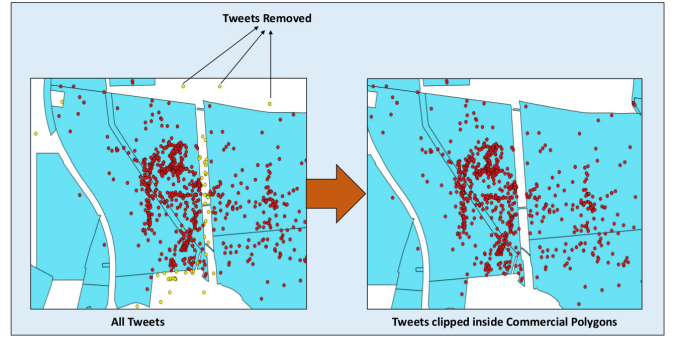 Tweets Removed
All Tweets
Tweets clipped inside Commercial Polygons